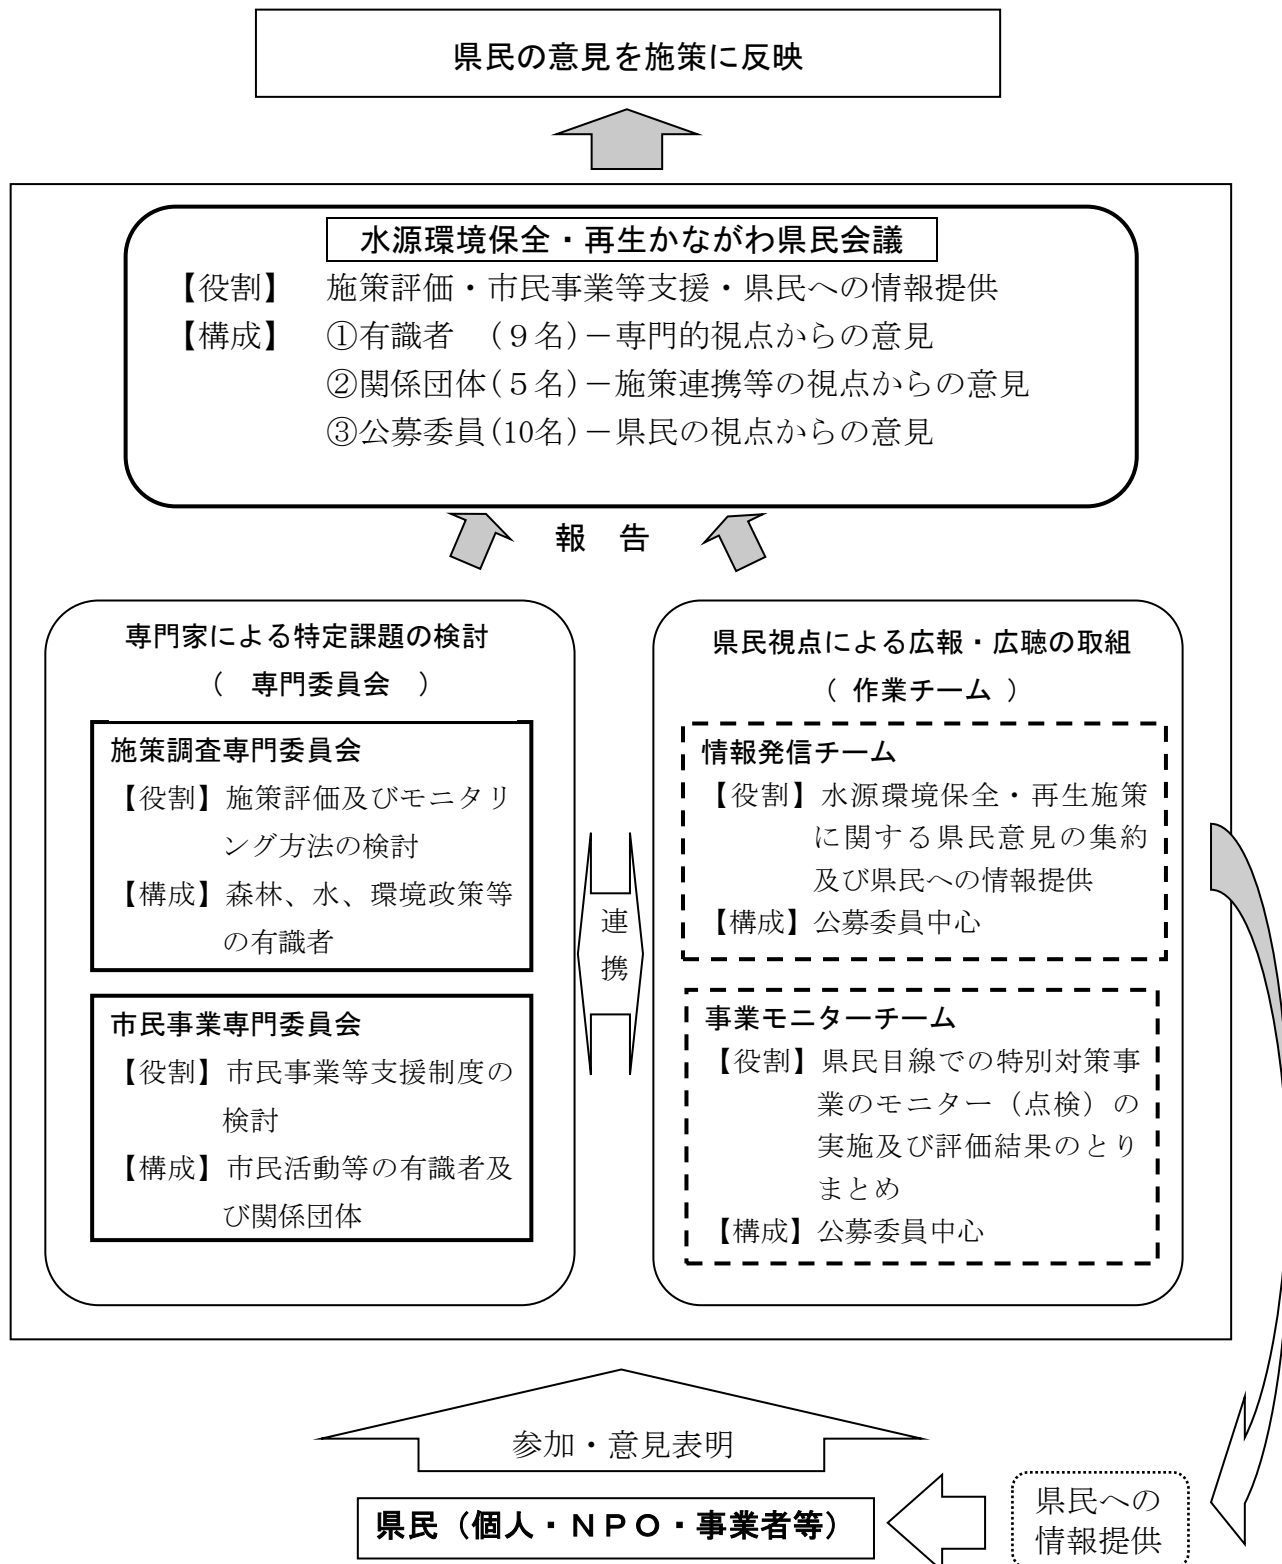 県民の意見を施策に反映
水源環境保全・再生かながわ県民会議
【役割】 施策評価・市民事業等支援・県民への情報提供
【構成】 ①有識者 (９名)－専門的視点からの意見
②関係団体(５名)－施策連携等の視点からの意見
③公募委員(10名)－県民の視点からの意見
報 告
専門家による特定課題の検討
（ 専門委員会 ）
施策調査専門委員会
【役割】施策評価及びモニタリ
ング方法の検討
【構成】森林、水、環境政策等
の有識者
市民事業専門委員会
【役割】市民事業等支援制度の
検討
【構成】市民活動等の有識者及
び関係団体
連
携
県民視点による広報・広聴の取組
（ 作業チーム ）
情報発信チーム
【役割】水源環境保全・再生施策
に関する県民意見の集約
及び県民への情報提供
【構成】公募委員中心
事業モニターチーム
【役割】県民目線での特別対策事
業のモニター（点検）の
実施及び評価結果のとり
まとめ
【構成】公募委員中心
参加・意見表明
県民（個人・ＮＰＯ・事業者等）
県民への
情報提供